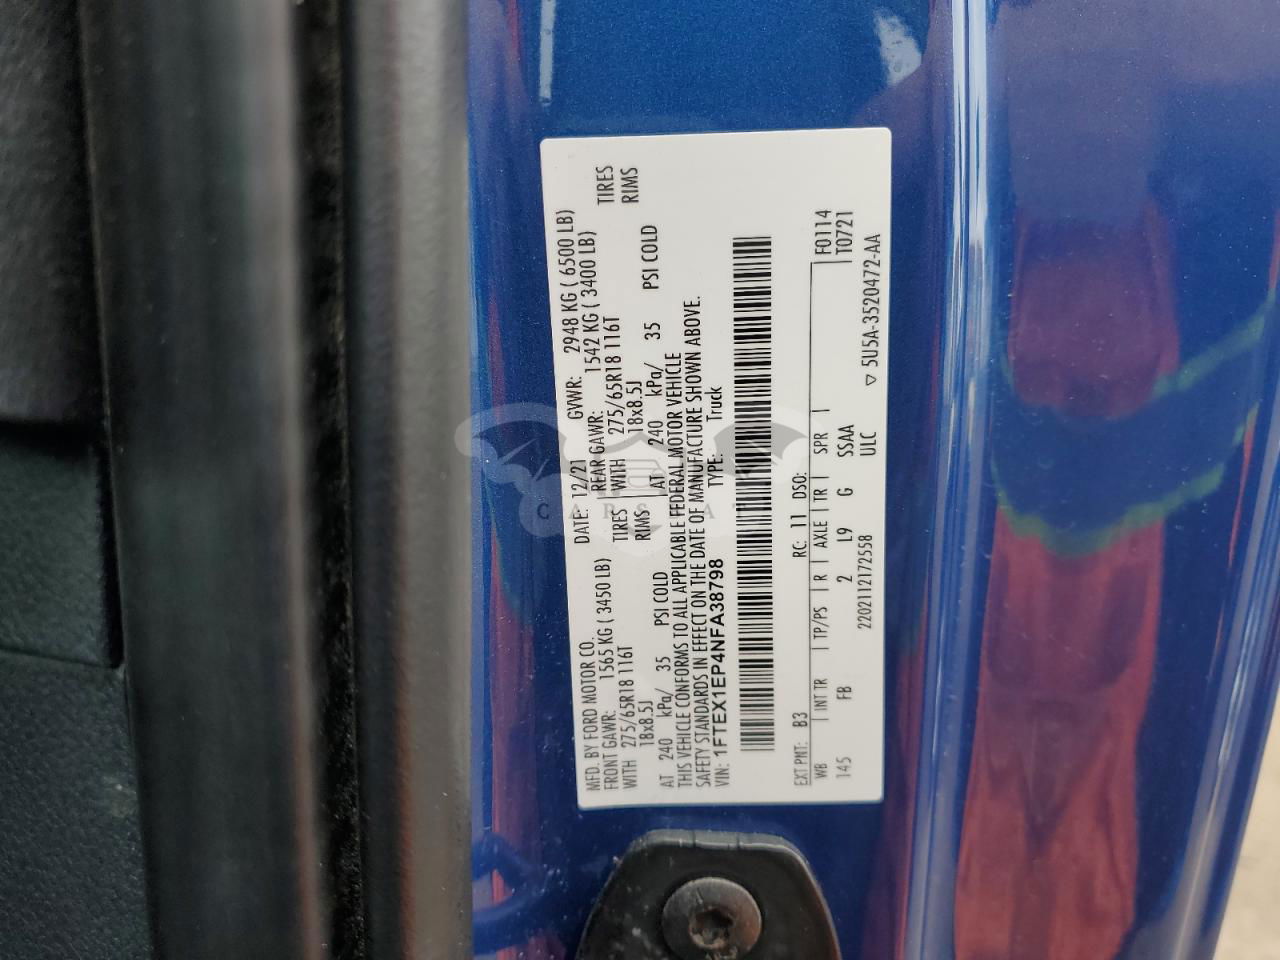 MFD. BY FORD MOTOR CO.
DATE: 12/21 GVWR: 2948 KG ( 6500 LB)
FRONT GAWR: 1565 KG ( 3450 LB) REAR GAWR: 1542 KG ( 3400 LB)
WITH 275/65R18 116T TIRES WITH 275/65R18 116T TIRES
18x8.5J RIMS 18x8.5J RIMS
AT 240 kPa/ 35 PSI COLD AT 240 kPa/ 35 PSI COLD
THIS VEHICLE CONFORMS TO ALL APPLICABLE FEDERAL MOTOR VEHICLE
SAFETY STANDARDS IN EFFECT ON THE DATE OF MANUFACTURE SHOWN ABOVE.
VIN: 1FTEX1EP4NFA38798 TYPE: Truck
EXT PNT: B3 RC: 11 DSO:
WB INT TR TP/PS R AXLE TR SPR F0114
145 FB 2 L9 G SSAA T0721
2202112172558 ULC
▽ 5U5A-3520472-AA